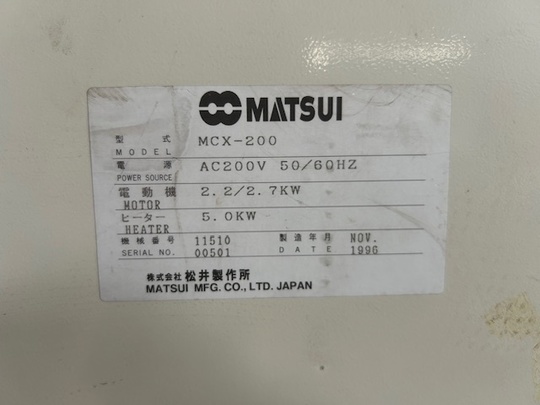 MATSUI
型式 MCX-200
MODEL
電源 AC200V 50/60HZ
POWER SOURCE
電動機 2.2/2.7KW
MOTOR
ヒーター 5.0KW
HEATER
機械番号 11510 製造年月 NOV.
SERIAL NO. 00501 DATE 1996
株式会社 松井製作所
MATSUI MFG. CO., LTD. JAPAN